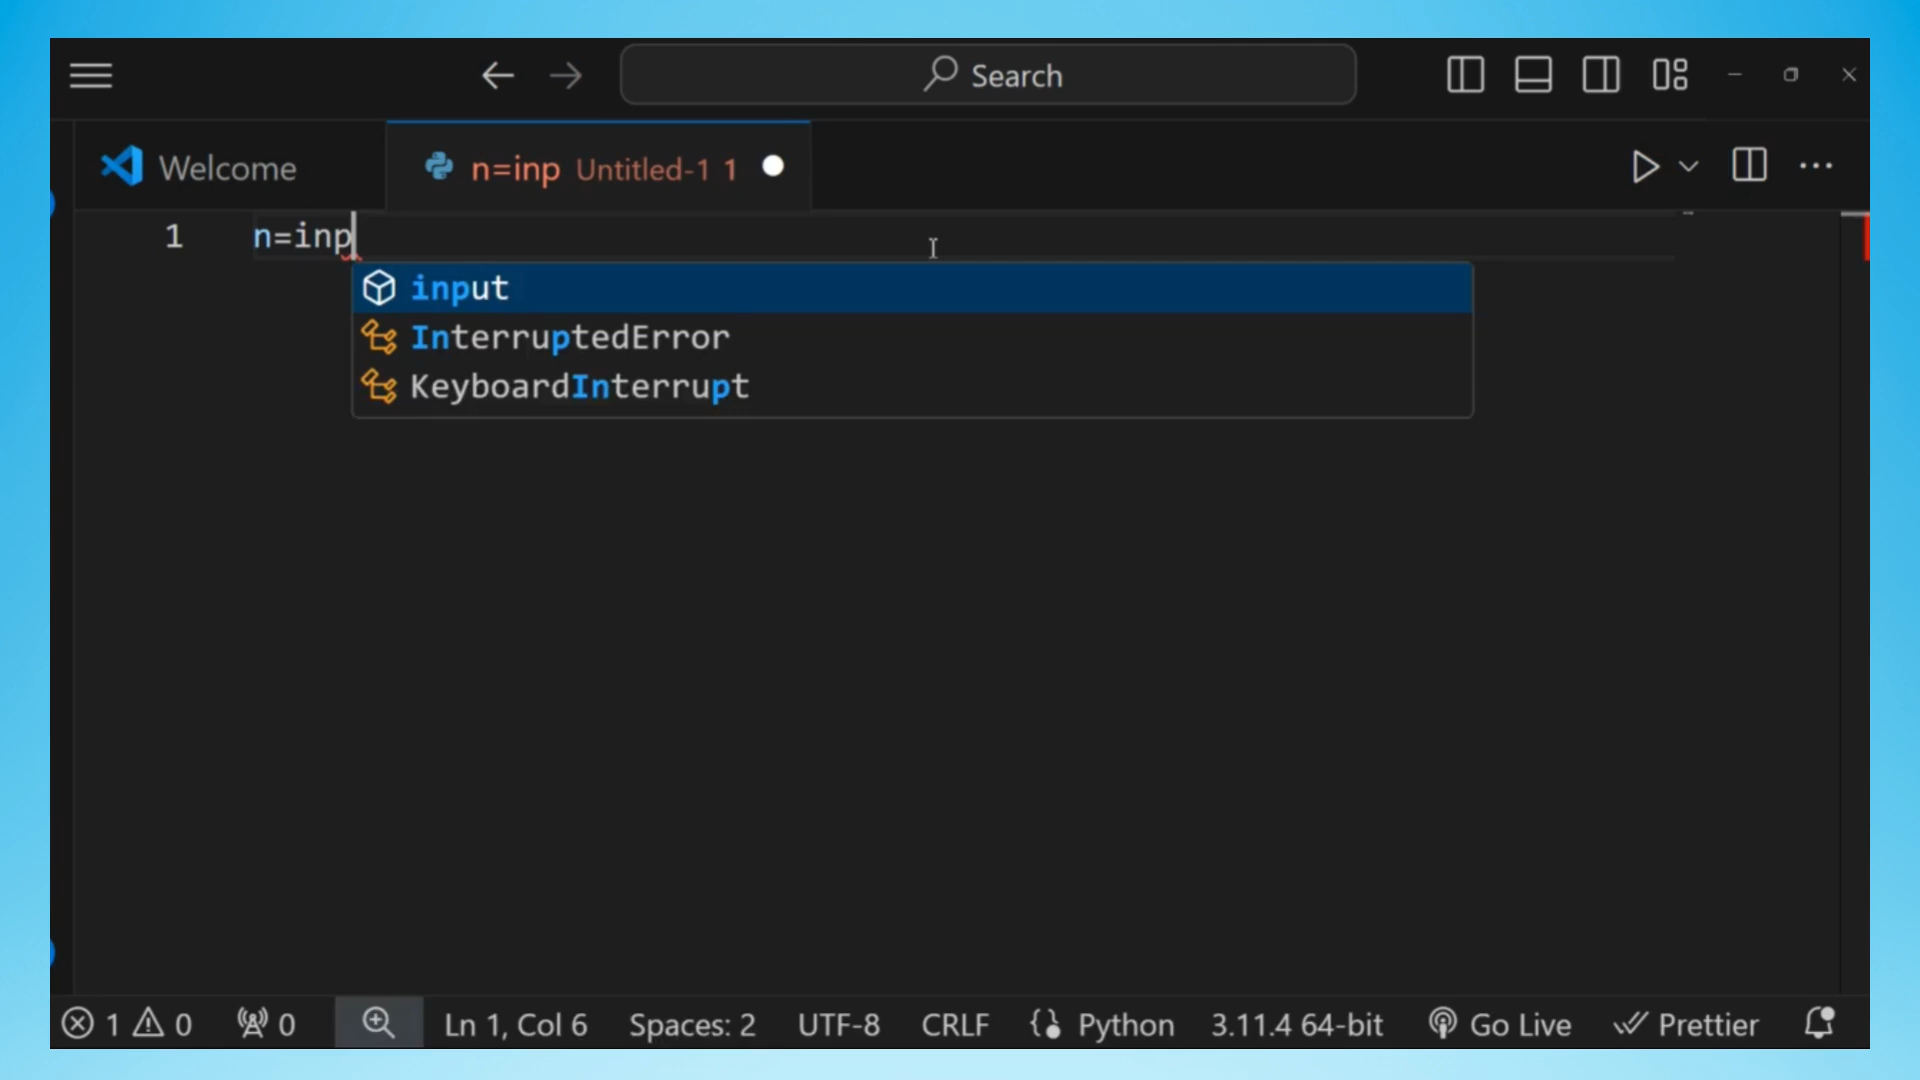 Search
Welcome
n=inp Untitled-1 1
1 n=inp
input
InterruptedError
KeyboardInterrupt
1 0 0 Ln 1, Col 6 Spaces: 2 UTF-8 CRLF Python 3.11.4 64-bit Go Live Prettier